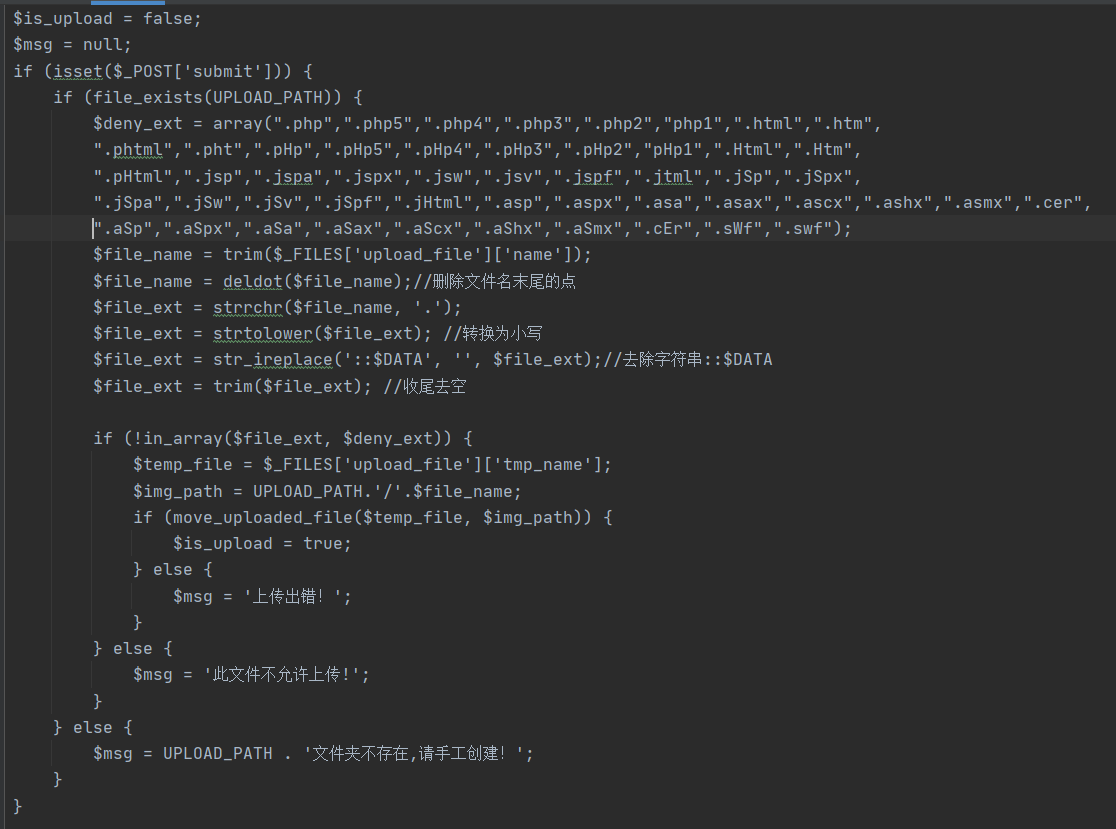 $is_upload = false;
$msg = null;
if (isset($_POST['submit'])) {
    if (file_exists(UPLOAD_PATH)) {
        $deny_ext = array(".php",".php5",".php4",".php3",".php2","php1",".html",".htm",
        ".phtml",".pht",".pHp",".pHp5",".pHp4",".pHp3",".pHp2","pHp1",".Html",".Htm",
        ".pHtml",".jsp",".jspa",".jspx",".jsw",".jsv",".jspf",".jtml",".jSp",".jSpx",
        ".jSpa",".jSw",".jSv",".jSpf",".jHtml",".asp",".aspx",".asa",".asax",".ascx",".ashx",".asmx",".cer",
        ".aSp",".aSpx",".aSa",".aSax",".aScx",".aShx",".aSmx",".cEr",".sWf",".swf");
        $file_name = trim($_FILES['upload_file']['name']);
        $file_name = deldot($file_name);//删除文件名末尾的点
        $file_ext = strrchr($file_name, '.');
        $file_ext = strtolower($file_ext); //转换为小写
        $file_ext = str_ireplace('::$DATA', '', $file_ext);//去除字符串::$DATA
        $file_ext = trim($file_ext); //收尾去空

        if (!in_array($file_ext, $deny_ext)) {
            $temp_file = $_FILES['upload_file']['tmp_name'];
            $img_path = UPLOAD_PATH.'/'.$file_name;
            if (move_uploaded_file($temp_file, $img_path)) {
                $is_upload = true;
            } else {
                $msg = '上传出错！';
            }
        } else {
            $msg = '此文件不允许上传!';
        }
    } else {
        $msg = UPLOAD_PATH . '文件夹不存在,请手工创建！';
    }
}